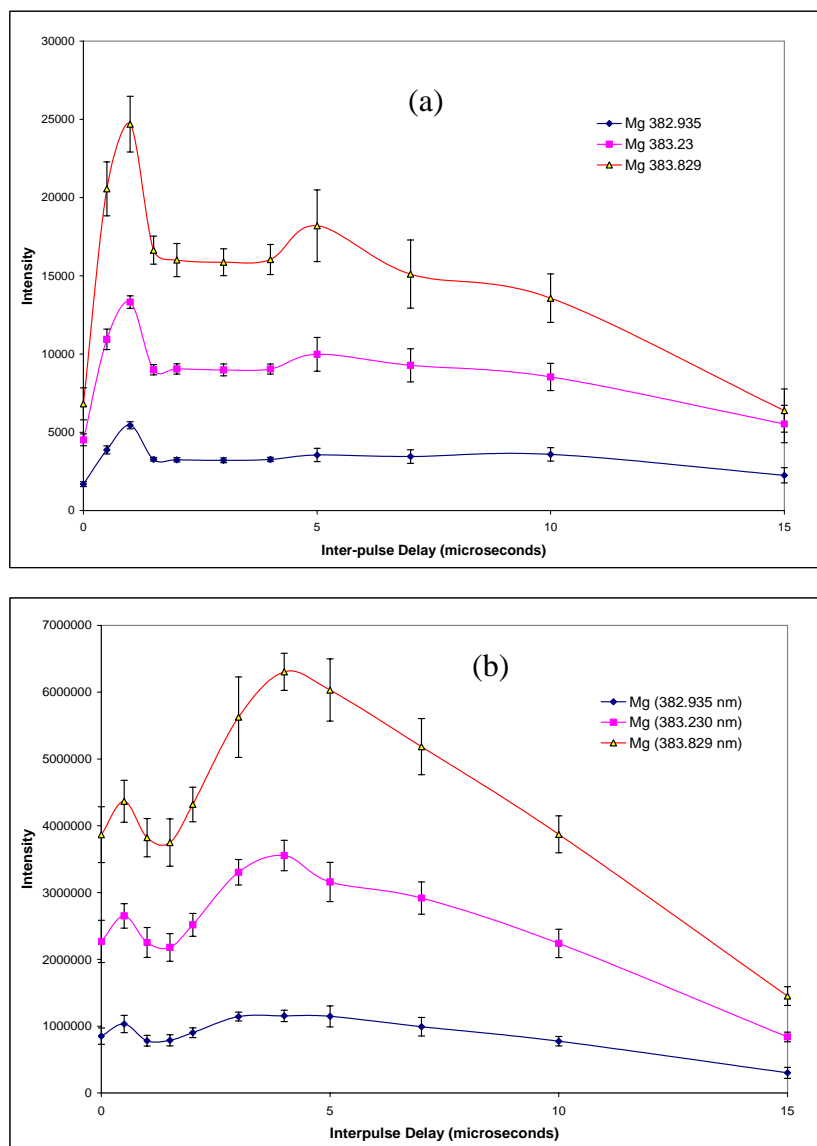 (a)
30000
25000
20000
15000
10000
5000
0
Intensity
Mg 382.935
Mg 383.23
Mg 383.829
0 5 10 15
Inter-pulse Delay (microseconds)
(b)
7000000
6000000
5000000
4000000
3000000
2000000
1000000
0
Intensity
Mg (382.935 nm)
Mg (383.230 nm)
Mg (383.829 nm)
0 5 10 15
Interpulse Delay (microseconds)